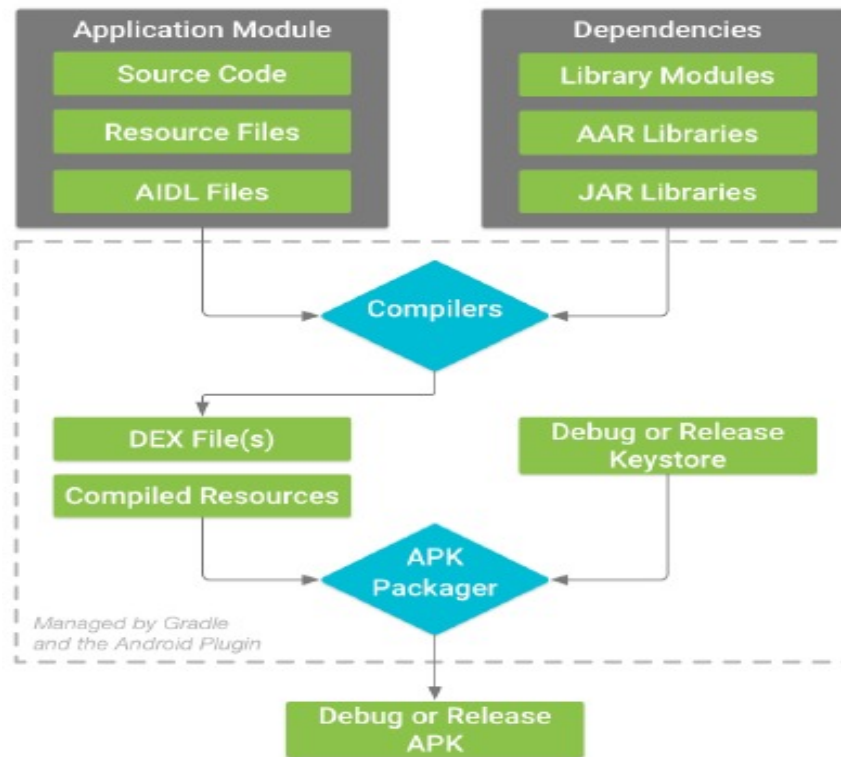 Application Module
Source Code
Resource Files
AIDL Files
Dependencies
Library Modules
AAR Libraries
JAR Libraries
Compilers
DEX File(s)
Compiled Resources
Debug or Release
Keystore
APK
Packager
Managed by Gradle
and the Android Plugin
Debug or Release
APK